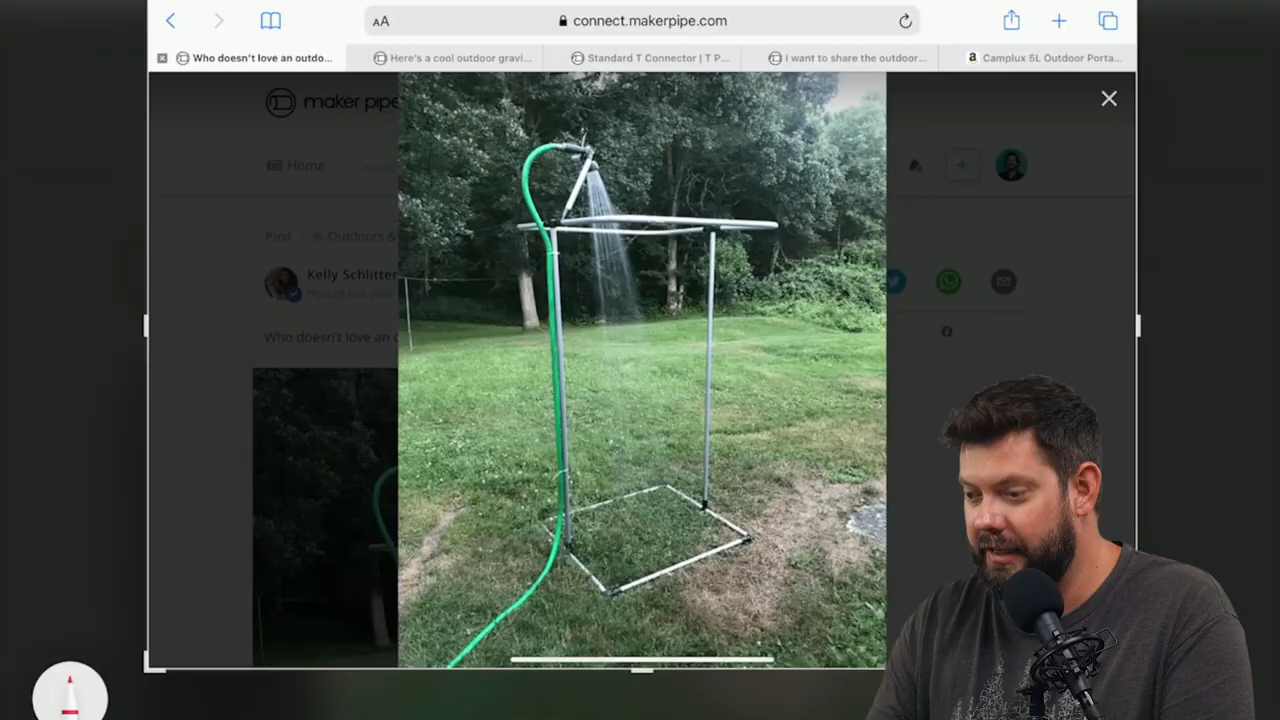 AA
connect.makerpipe.com
Who doesn't love an outdo...
Here's a cool outdoor gravi...
Standard T Connector | T P...
I want to share the outdoor...
a
Camplux 5L Outdoor Porta...
maker pipe
Home
Post
Outdoors &
Kelly Schlitter
Who doesn't love an